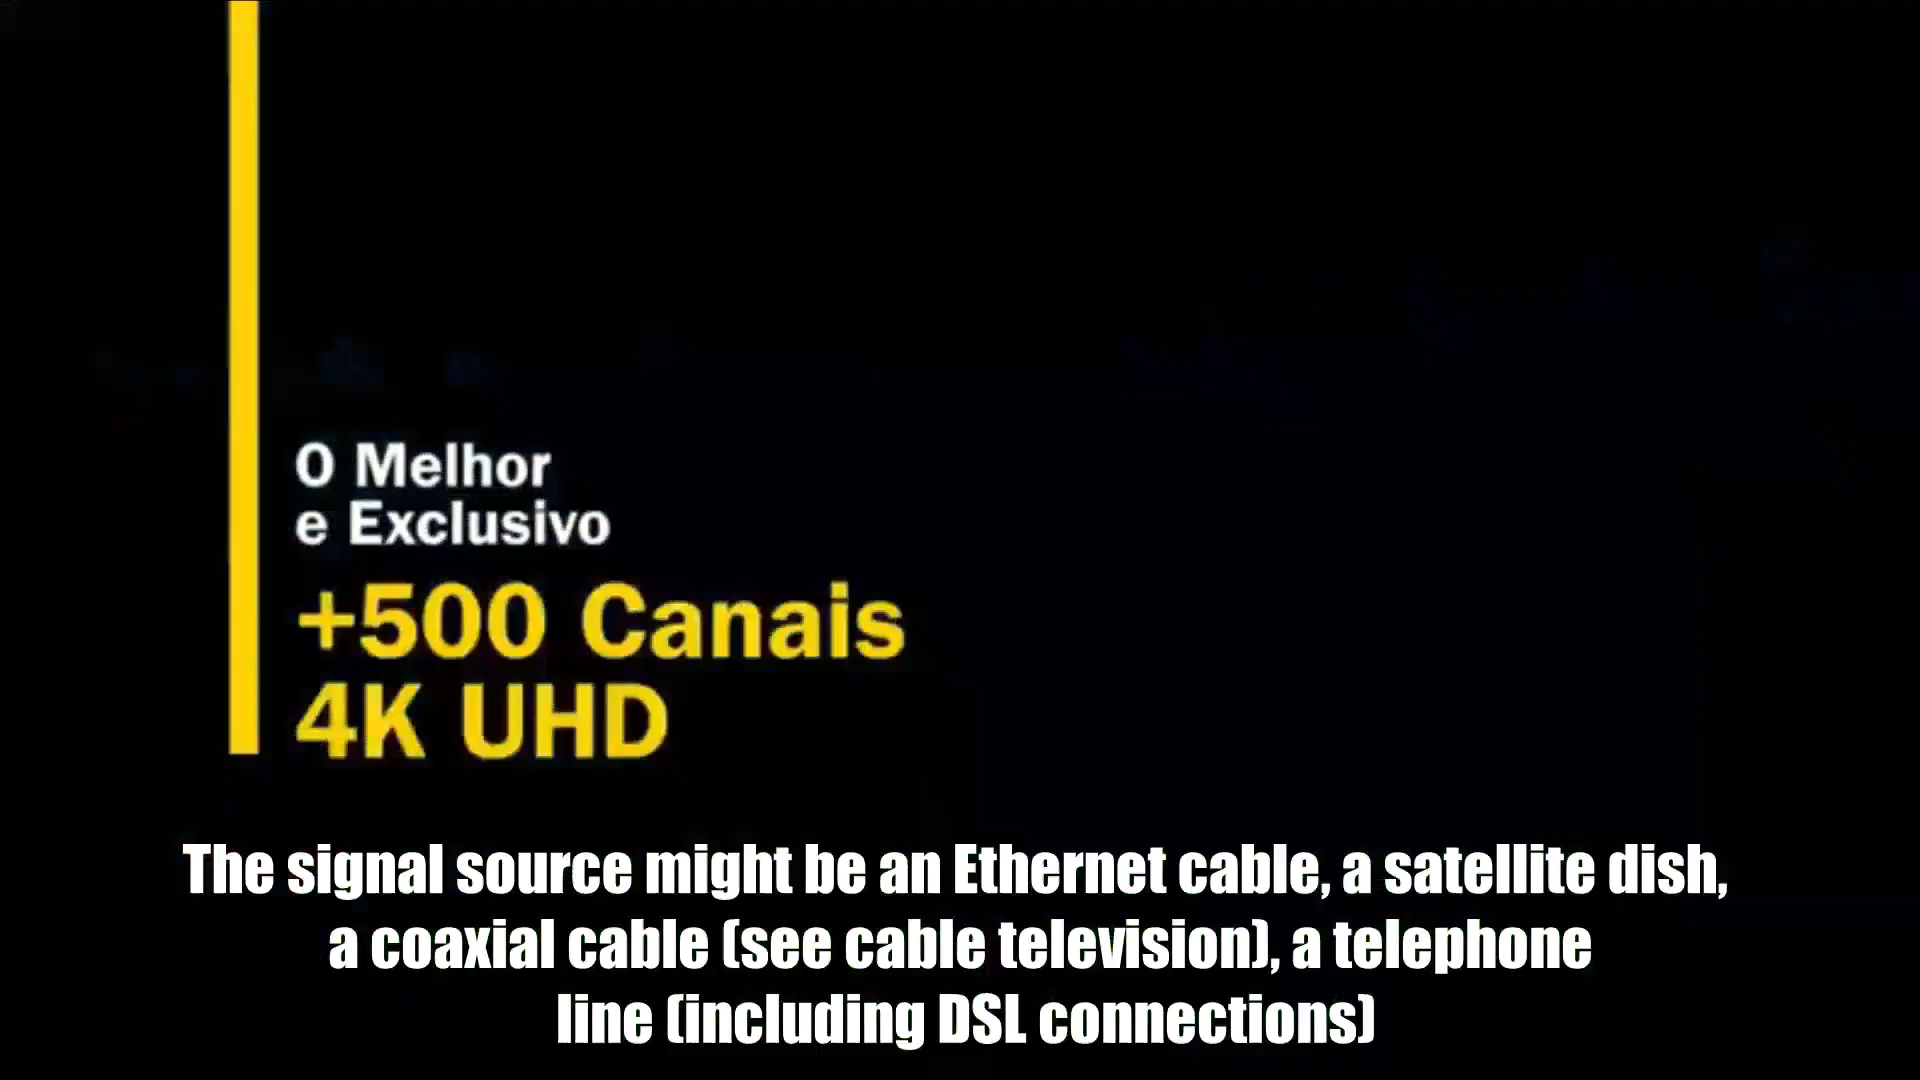 O Melhor
e Exclusivo
+500 Canais
4K UHD
The signal source might be an Ethernet cable, a satellite dish,
a coaxial cable (see cable television), a telephone
line (including DSL connections)